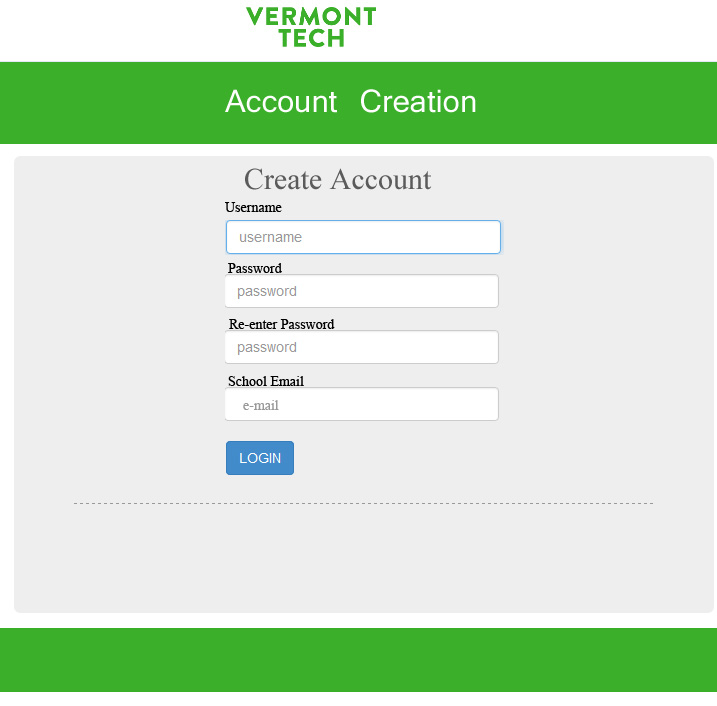 VERMONT
TECH
Account Creation
Create Account
Username
username
Password
password
Re-enter Password
password
School Email
e-mail
LOGIN